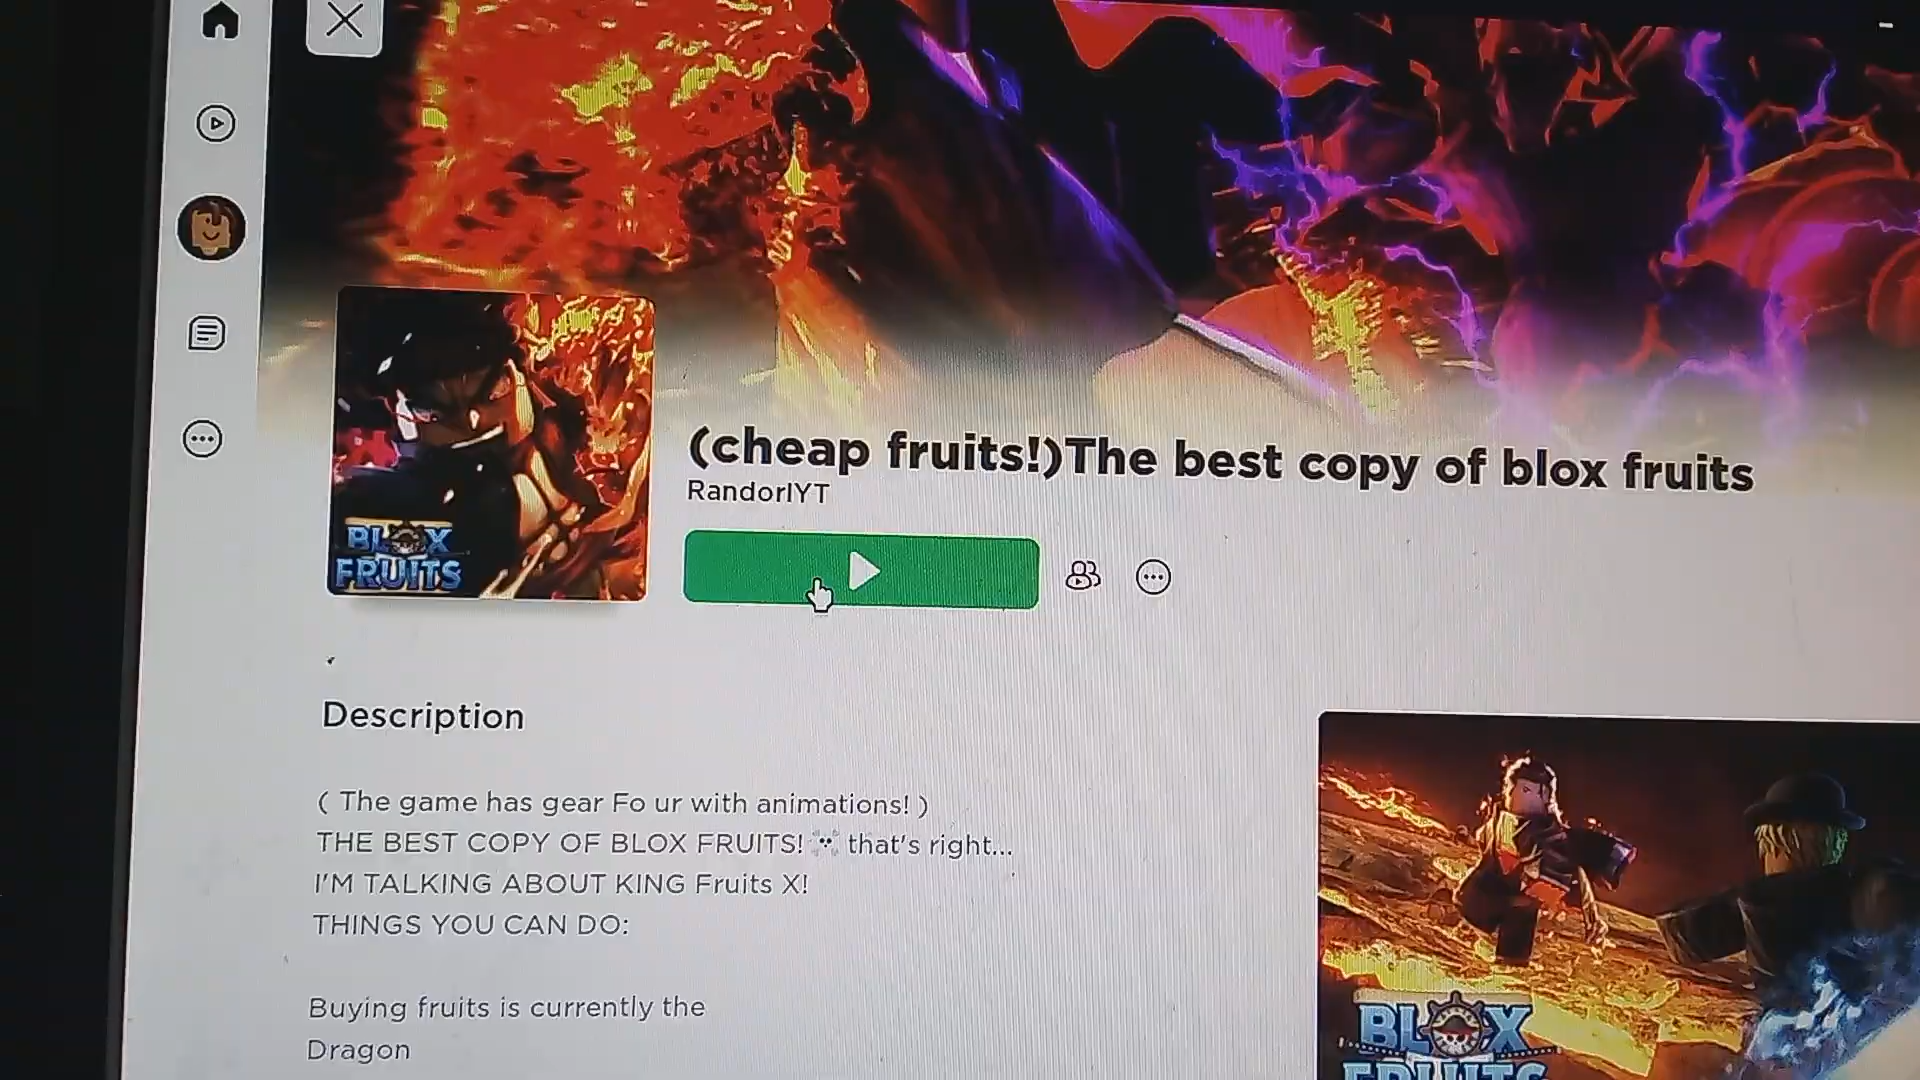 (cheap fruits!)The best copy of blox fruits
RandorIYT
BLOX
FRUITS
Description
( The game has gear Fo ur with animations! )
THE BEST COPY OF BLOX FRUITS! that's right...
I'M TALKING ABOUT KING Fruits X!
THINGS YOU CAN DO:
Buying fruits is currently the
Dragon
BLOX
FRUITS